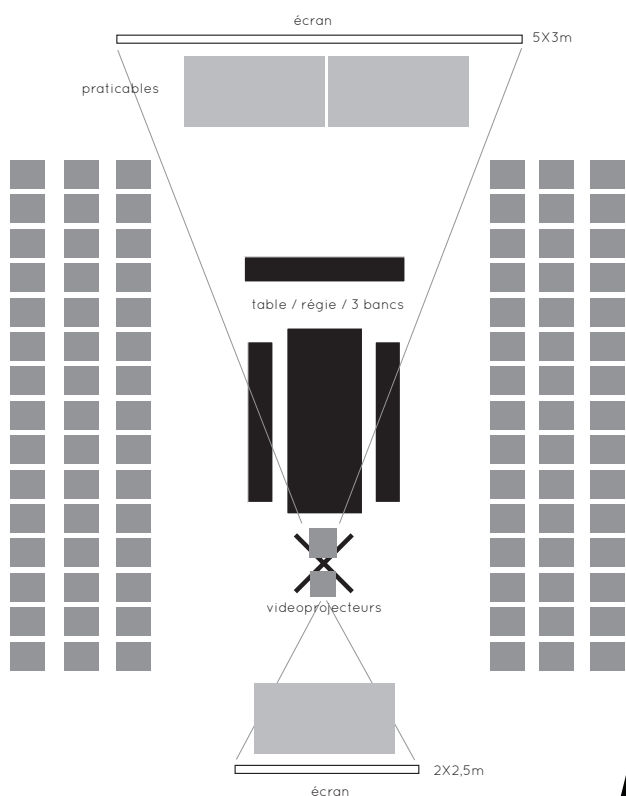 écran
5X3m
praticables
table / régie / 3 bancs
videoprojecteurs
2X2,5m
écran